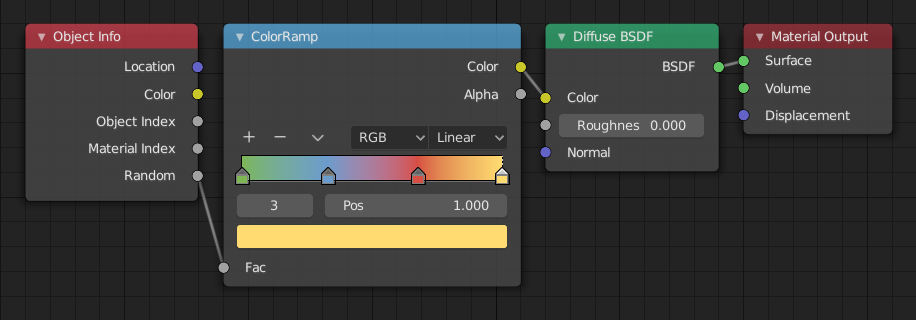 Object Info
Location
Color
Object Index
Material Index
Random
ColorRamp
Color
Alpha
RGB
Linear
3
Pos 1.000
Fac
Diffuse BSDF
BSDF
Color
Roughnes 0.000
Normal
Material Output
Surface
Volume
Displacement